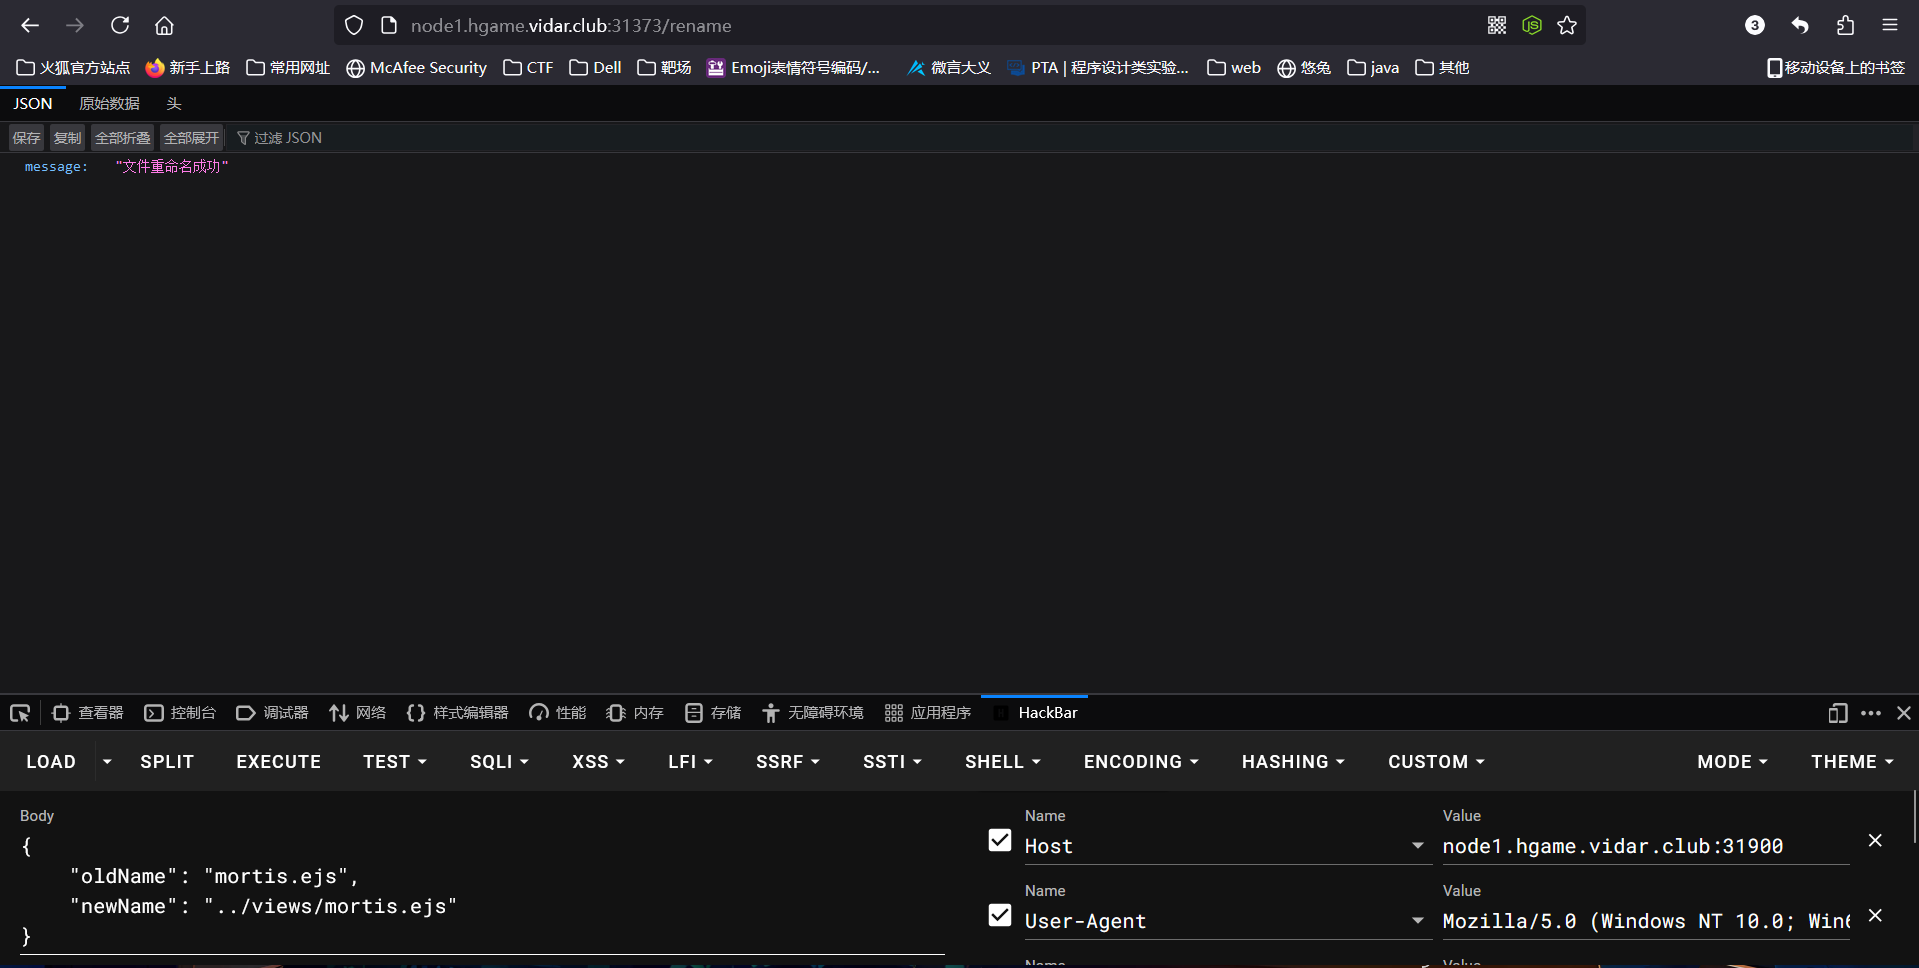 node1.hgame.vidar.club:31373/rename
3
火狐官方站点 新手上路 常用网址 McAfee Security CTF Dell 靶场 Emoji表情符号编码/... 微言大义 PTA | 程序设计类实验... web 悠兔 java 其他 移动设备上的书签
JSON 原始数据 头
保存 复制 全部折叠 全部展开 过滤 JSON
message: "文件重命名成功"
查看器 控制台 调试器 网络 样式编辑器 性能 内存 存储 无障碍环境 应用程序 HackBar
LOAD SPLIT EXECUTE TEST SQLI XSS LFI SSRF SSTI SHELL ENCODING HASHING CUSTOM MODE THEME
Body
{
"oldName": "mortis.ejs",
"newName": "../views/mortis.ejs"
}
Name Value
Host node1.hgame.vidar.club:31900
Name Value
User-Agent Mozilla/5.0 (Windows NT 10.0; Win6
Name Value